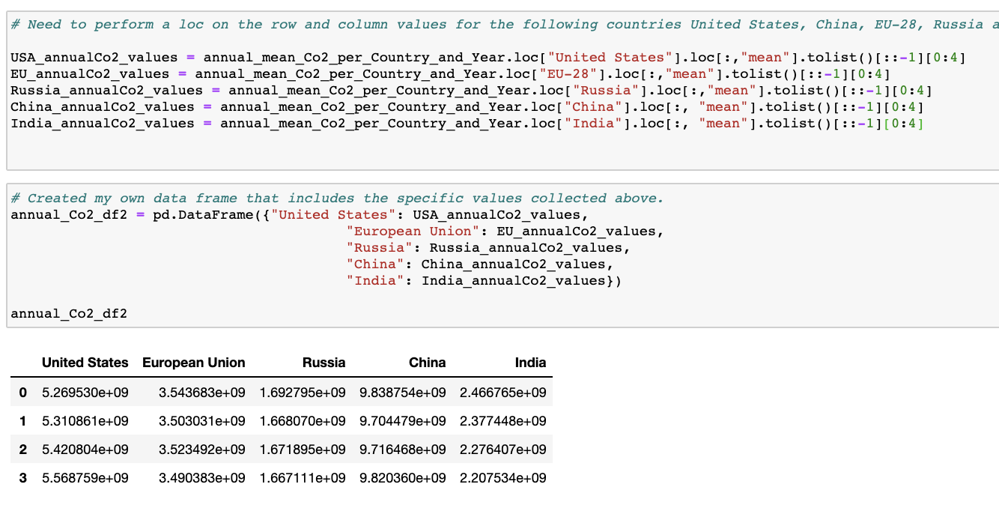 # Need to perform a loc on the row and column values for the following countries United States, China, EU-28, Russia a
USA_annualCo2_values = annual_mean_Co2_per_Country_and_Year.loc["United States"].loc[:,"mean"].tolist()[::-1][0:4]
EU_annualCo2_values = annual_mean_Co2_per_Country_and_Year.loc["EU-28"].loc[:,"mean"].tolist()[::-1][0:4]
Russia_annualCo2_values = annual_mean_Co2_per_Country_and_Year.loc["Russia"].loc[:,"mean"].tolist()[::-1][0:4]
China_annualCo2_values = annual_mean_Co2_per_Country_and_Year.loc["China"].loc[:, "mean"].tolist()[::-1][0:4]
India_annualCo2_values = annual_mean_Co2_per_Country_and_Year.loc["India"].loc[:, "mean"].tolist()[::-1][0:4]
# Created my own data frame that includes the specific values collected above.
annual_Co2_df2 = pd.DataFrame({"United States": USA_annualCo2_values,
"European Union": EU_annualCo2_values,
"Russia": Russia_annualCo2_values,
"China": China_annualCo2_values,
"India": India_annualCo2_values})
annual_Co2_df2
United States European Union Russia China India
0 5.269530e+09 3.543683e+09 1.692795e+09 9.838754e+09 2.466765e+09
1 5.310861e+09 3.503031e+09 1.668070e+09 9.704479e+09 2.377448e+09
2 5.420804e+09 3.523492e+09 1.671895e+09 9.716468e+09 2.276407e+09
3 5.568759e+09 3.490383e+09 1.667111e+09 9.820360e+09 2.207534e+09